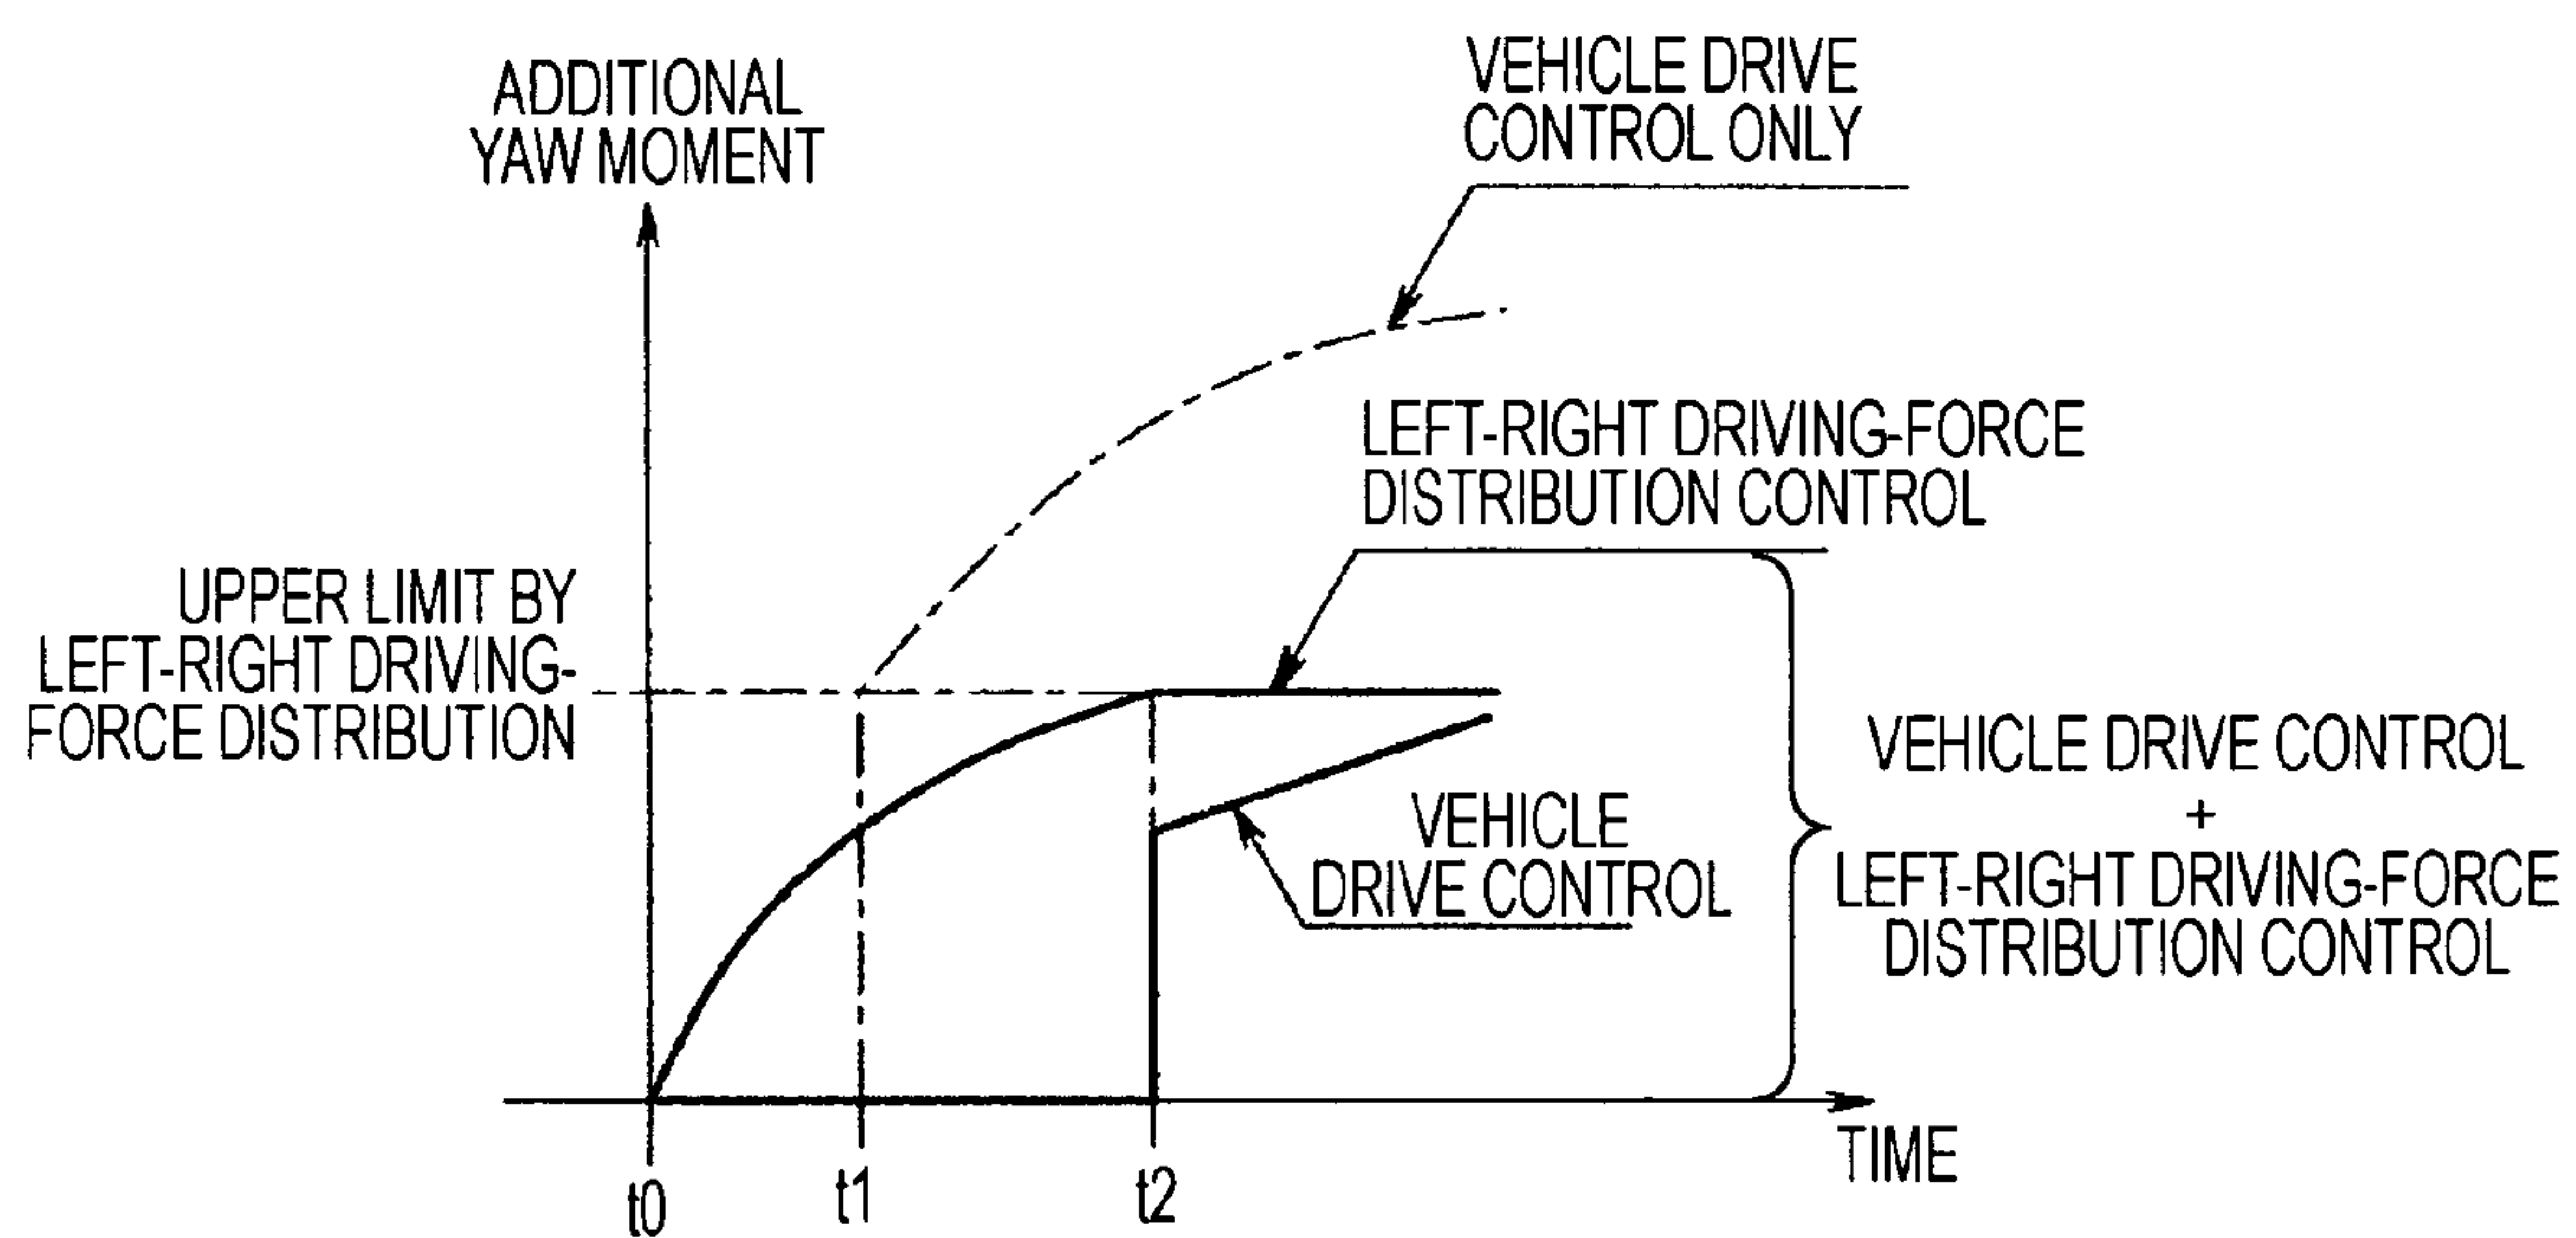 ADDITIONAL
YAW MOMENT
VEHICLE DRIVE
CONTROL ONLY
LEFT-RIGHT DRIVING-FORCE
DISTRIBUTION CONTROL
UPPER LIMIT BY
LEFT-RIGHT DRIVING-
FORCE DISTRIBUTION
VEHICLE
DRIVE CONTROL
VEHICLE DRIVE CONTROL
+
LEFT-RIGHT DRIVING-FORCE
DISTRIBUTION CONTROL
TIME
t0
t1
t2